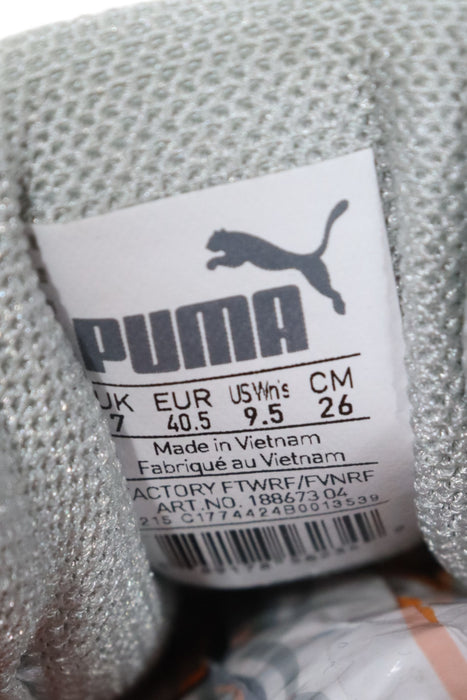 PUMA
UK EUR US Wn's CM
7 40.5 9.5 26
Made in Vietnam
Fabriqué au Vietnam
ACTORY FTWRF/FVNRF
ART.NO. 188673 04
215 C1774424B0013539